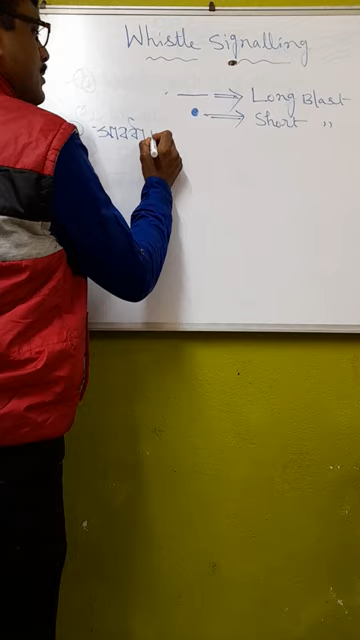 Whistle Signalling
— ⇒ Long Blast
• ⇒ Short "